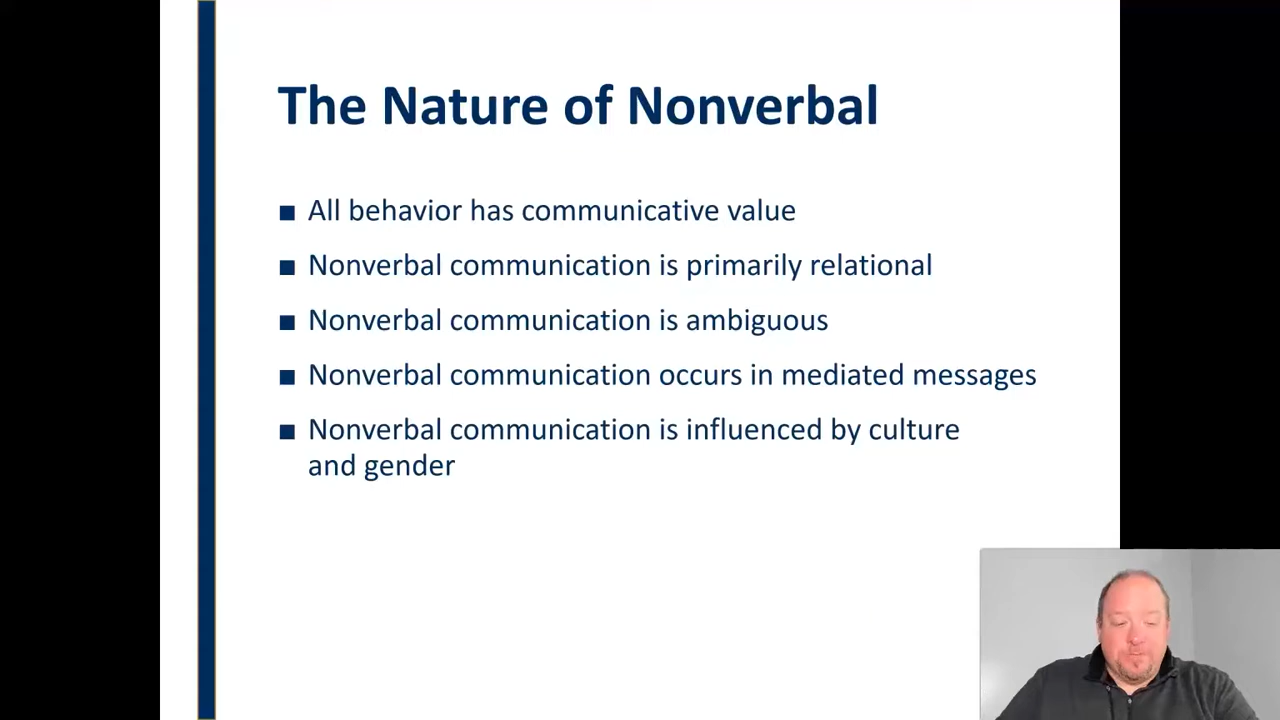 The Nature of Nonverbal
■ All behavior has communicative value
■ Nonverbal communication is primarily relational
■ Nonverbal communication is ambiguous
■ Nonverbal communication occurs in mediated messages
■ Nonverbal communication is influenced by culture
and gender